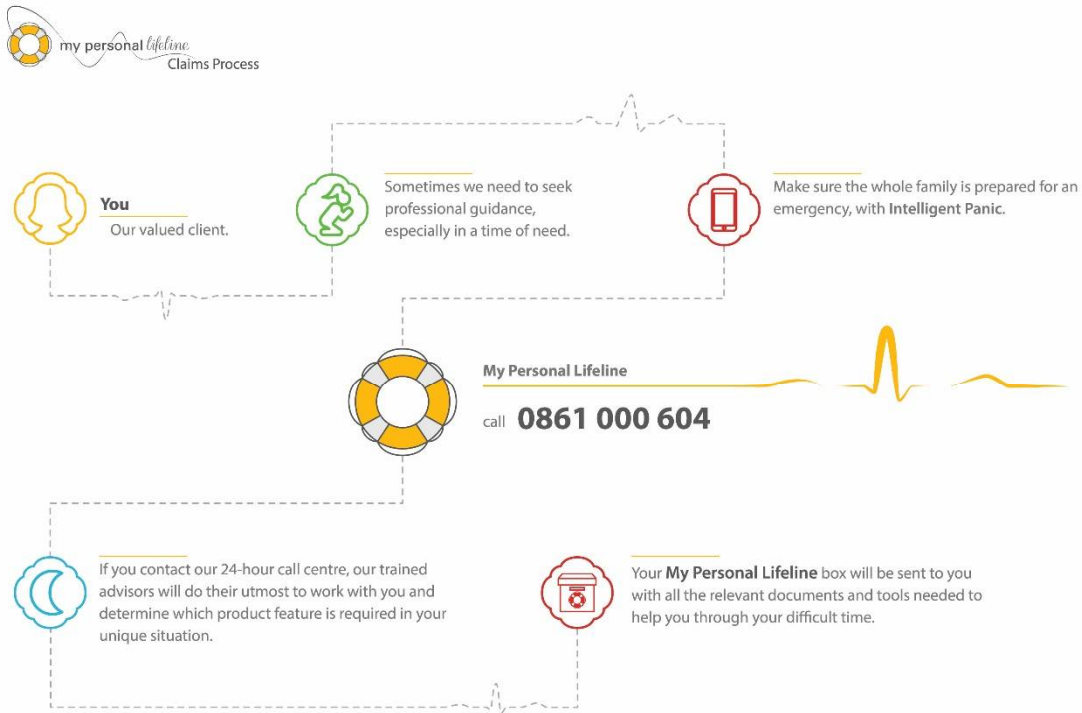 my personal lifeline
Claims Process
You
Our valued client.
Sometimes we need to seek
professional guidance,
especially in a time of need.
Make sure the whole family is prepared for an
emergency, with Intelligent Panic.
My Personal Lifeline
call 0861 000 604
If you contact our 24-hour call centre, our trained
advisors will do their utmost to work with you and
determine which product feature is required in your
unique situation.
Your My Personal Lifeline box will be sent to you
with all the relevant documents and tools needed to
help you through your difficult time.